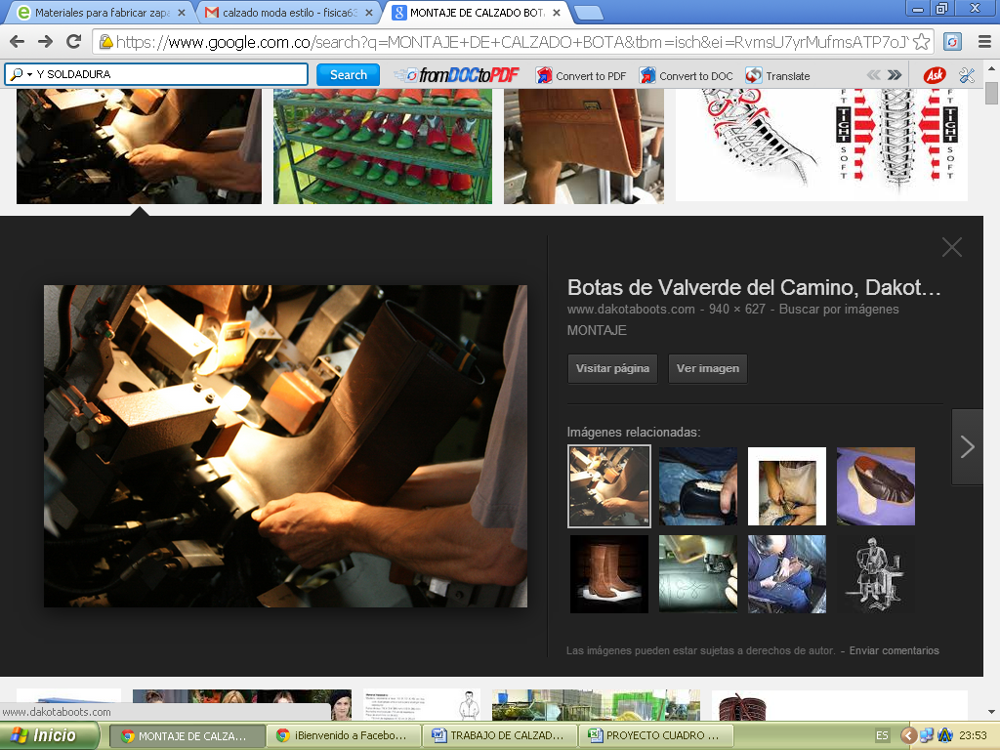 Materiales para fabricar zapa
calzado moda estilo - fisica63
MONTAJE DE CALZADO BOT
https://www.google.com.co/search?q=MONTAJE+DE+CALZADO+BOTA&tbm=isch&ei=RvmsU7yrMufmsATP7oJY
Y SOLDADURA
Search
fromDOCtoPDF
Convert to PDF
Convert to DOC
Translate
Ask
TIGHT
SOFT
TIGHT
SOFT
Botas de Valverde del Camino, Dakot...
www.dakotaboots.com - 940 × 627 - Buscar por imágenes
MONTAJE
Visitar página
Ver imagen
Imágenes relacionadas:
Las imágenes pueden estar sujetas a derechos de autor. - Enviar comentarios
www.dakotaboots.com
Inicio
MONTAJE DE CALZA...
¡Bienvenido a Facebo...
TRABAJO DE CALZAD...
PROYECTO CUADRO ...
ES
23:53